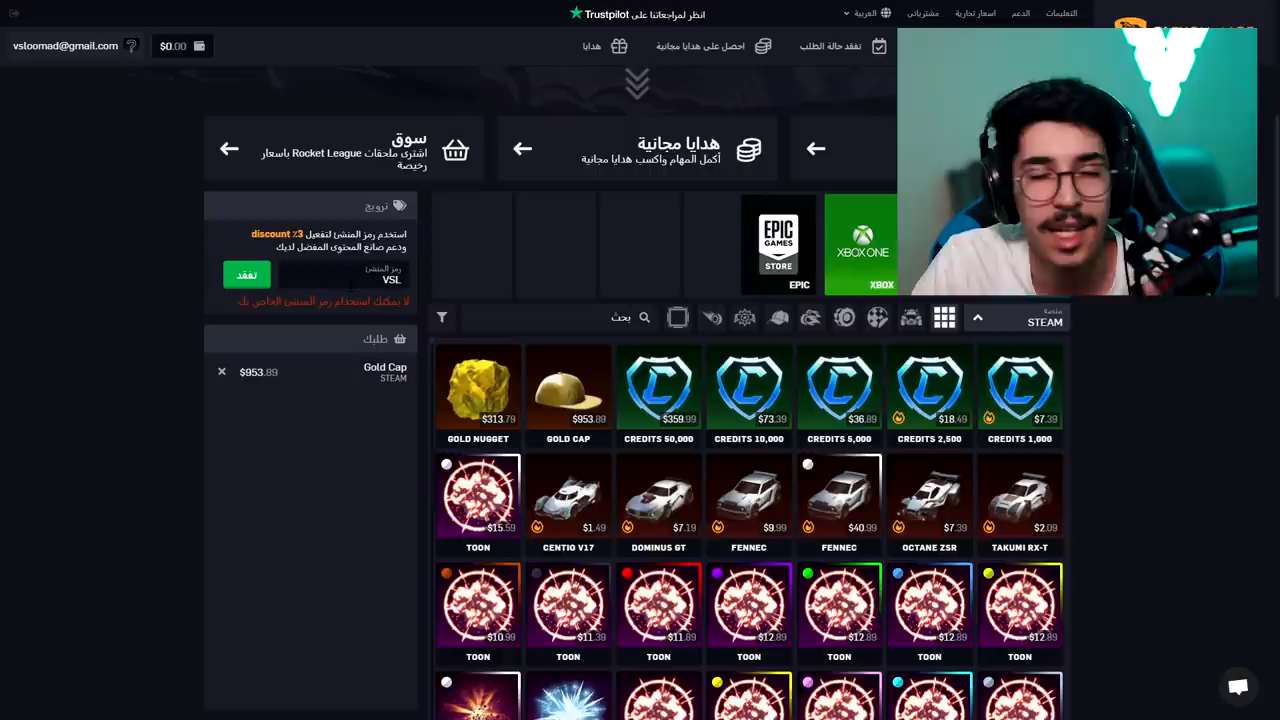 انظر لمراجعاتنا على Trustpilot
العربية
مشترياتي
الدعم
اسعار تجارية
التعليمات
vsloomad@gmail.com
$0.00
هدايا
احصل على هدايا مجانية
تفقد حالة الطلب
سوق
اشتري ملحقات Rocket League باسعار
رخيصة
هدايا مجانية
أكمل المهام واكسب هدايا مجانية
ترويج
استخدم رمز المنشئ لتفعيل 3٪ discount
ودعم صانع المحتوى المفضل لديك
رمز المنشئ
VSL
تفقد
لا يمكنك استخدام رمز المنشئ الخاص بك
طلبك
Gold Cap
STEAM
$953.89
EPIC
GAMES
STORE
EPIC
XBOX ONE
XBOX
بحث
منصة
STEAM
$313.79
$953.89
$359.99
$73.39
$36.89
$18.49
$7.39
GOLD NUGGET
GOLD CAP
CREDITS 50,000
CREDITS 10,000
CREDITS 5,000
CREDITS 2,500
CREDITS 1,000
$15.59
$1.49
$7.19
$9.99
$40.99
$7.39
$2.09
TOON
CENTIO V17
DOMINUS GT
FENNEC
FENNEC
OCTANE ZSR
TAKUMI RX-T
$10.99
$11.39
$11.89
$12.89
$12.89
$12.89
$12.89
TOON
TOON
TOON
TOON
TOON
TOON
TOON